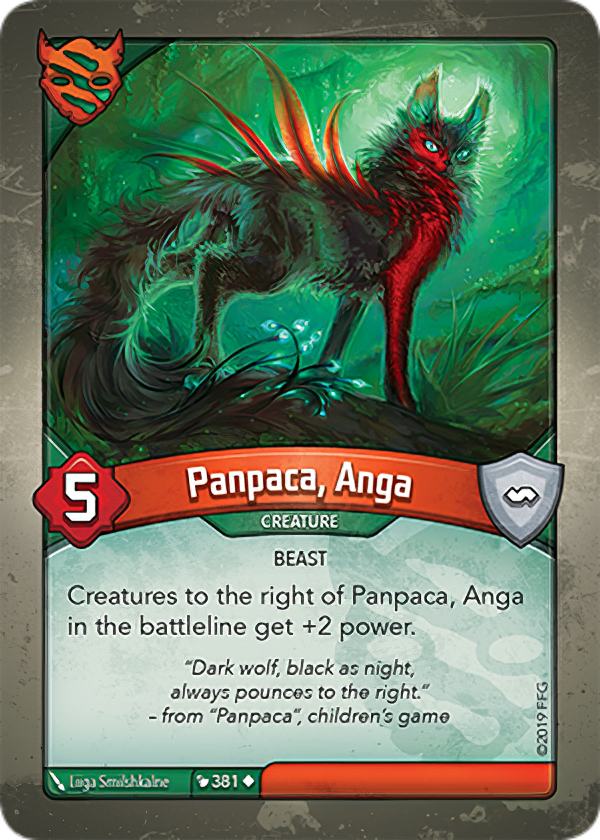 Panpaca, Anga
5
CREATURE
BEAST
Creatures to the right of Panpaca, Anga
in the battleline get +2 power.
“Dark wolf, black as night,
always pounces to the right.”
– from “Panpaca”, children’s game
©2019 FFG
381